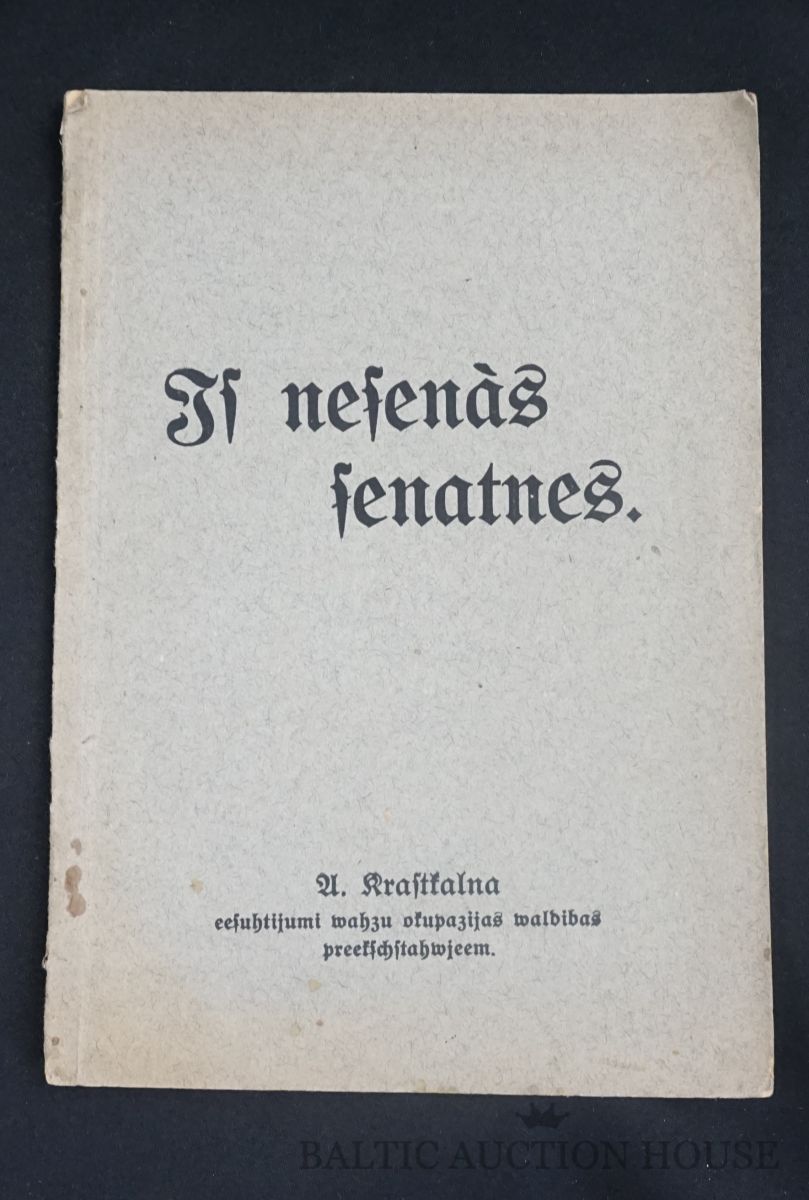 Iſ neſenàs
ſenatnes.
A. Kraſtkalna
eeſuhtijumi wahzu okupazijas waldibas
preekſchſtahwjeem.
BALTIC AUCTION HOUSE